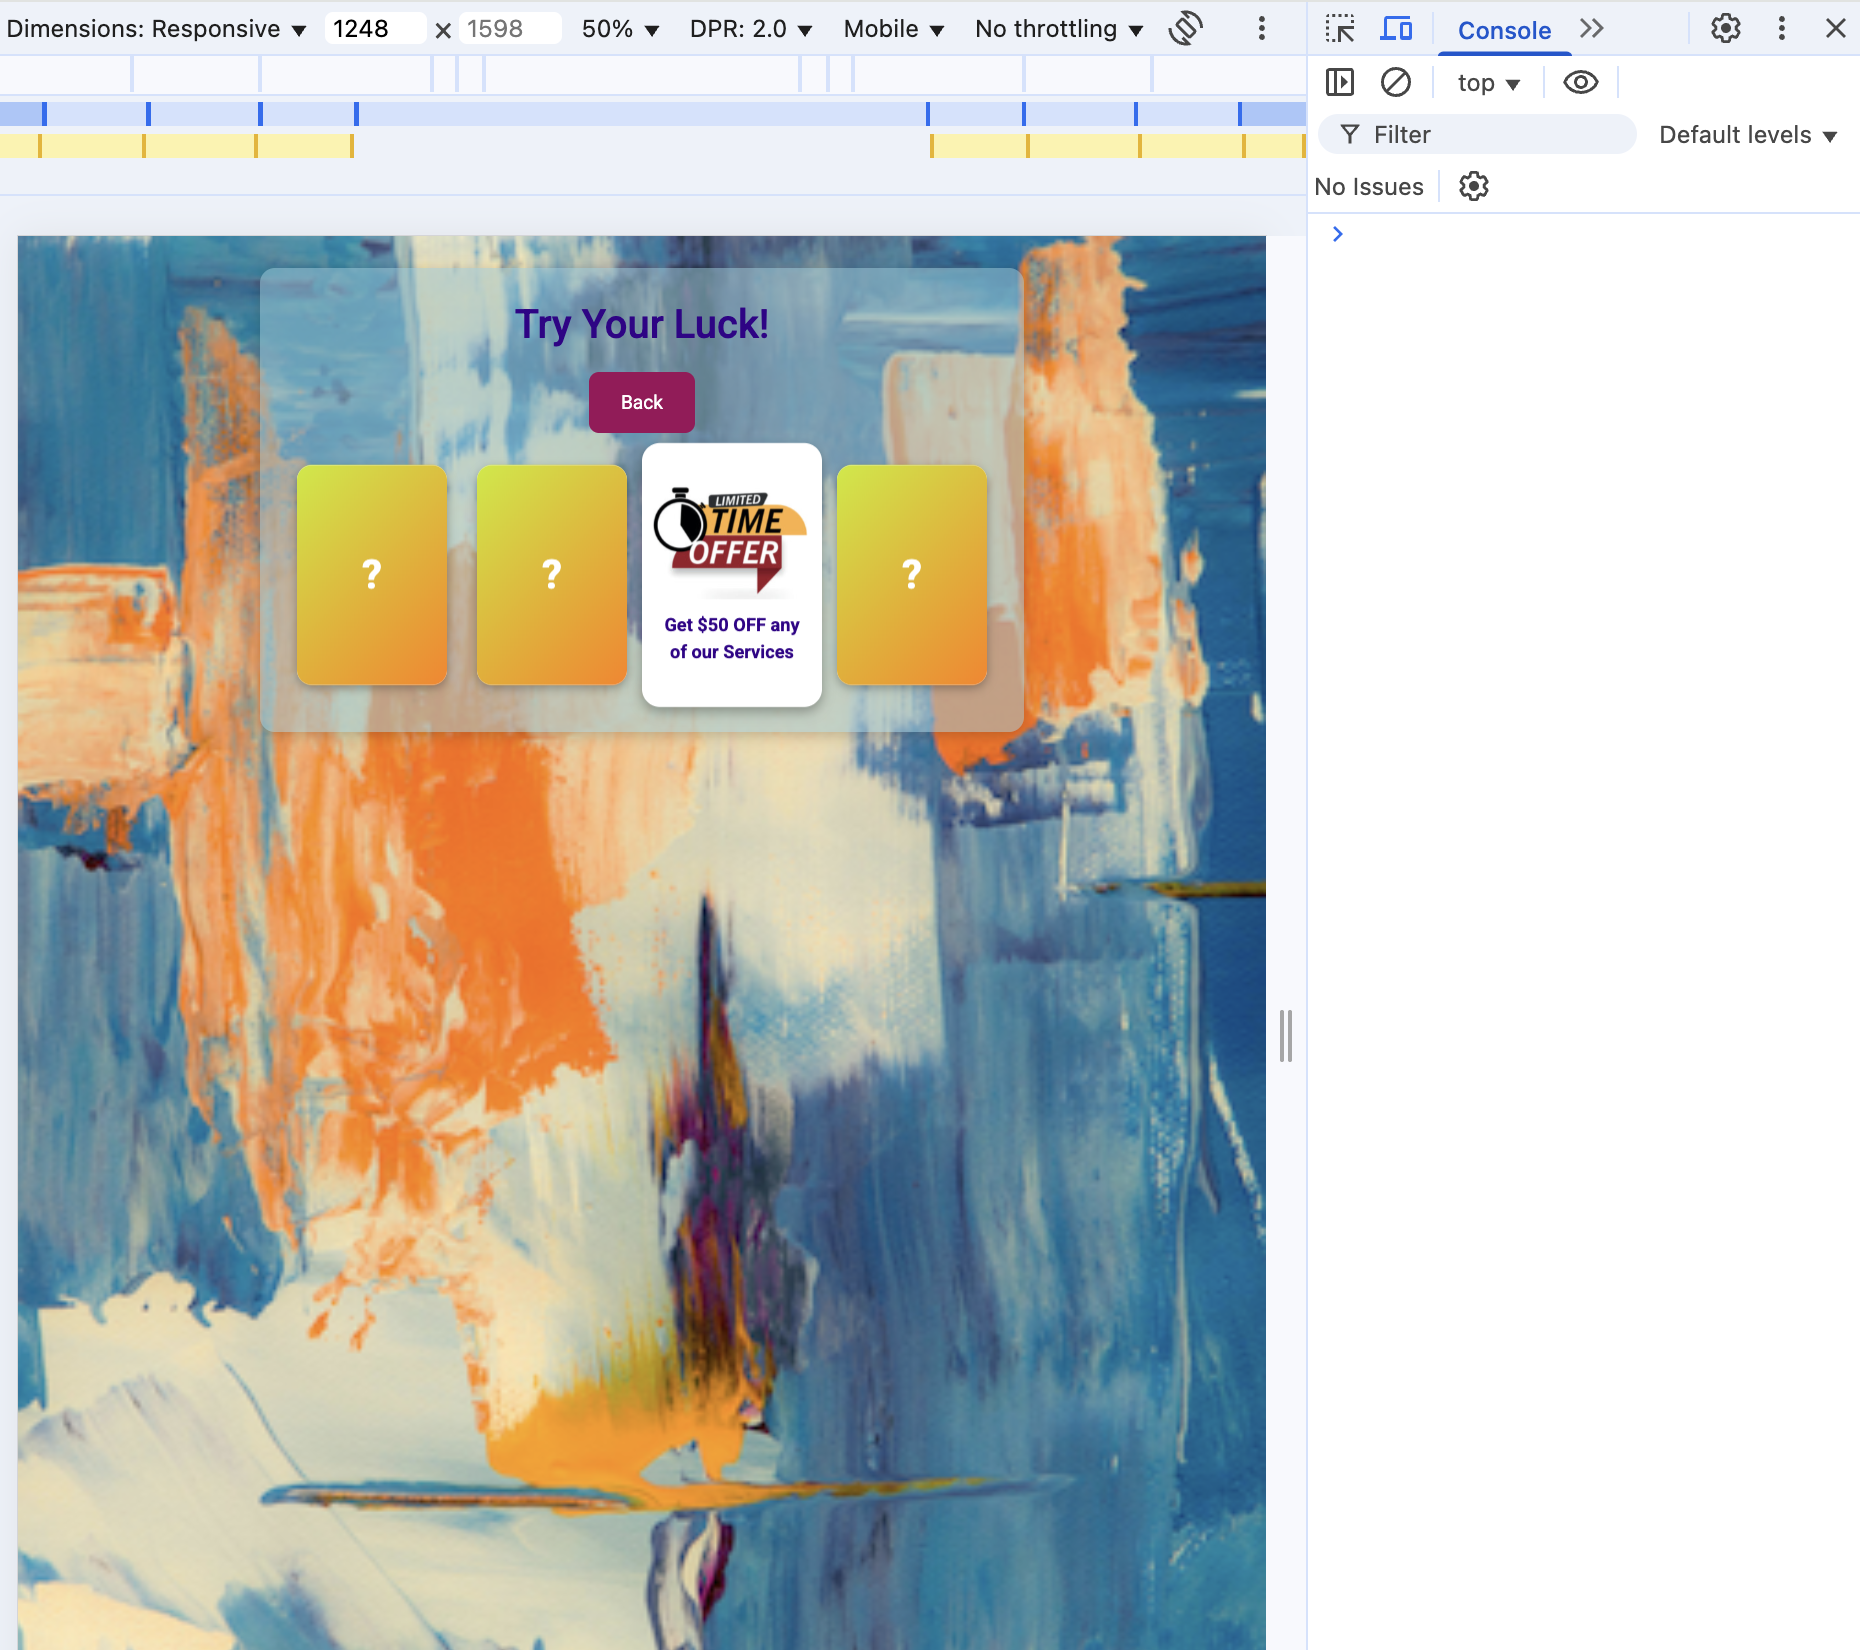 Dimensions: Responsive ▼ 1248 × 1598 50% ▼ DPR: 2.0 ▼ Mobile ▼ No throttling ▼
Console
top ▼
Filter Default levels ▼
No Issues
Try Your Luck!
Back
? ? ?
LIMITED
TIME
OFFER
Get $50 OFF any
of our Services